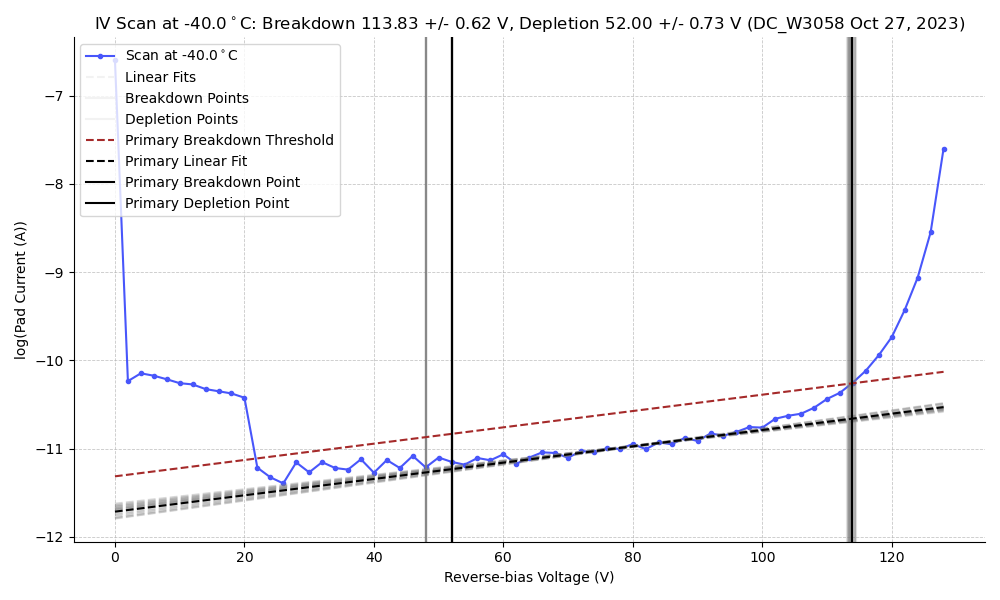 IV Scan at -40.0°C: Breakdown 113.83 +/- 0.62 V, Depletion 52.00 +/- 0.73 V (DC_W3058 Oct 27, 2023)
Scan at -40.0°C
Linear Fits
Breakdown Points
Depletion Points
Primary Breakdown Threshold
Primary Linear Fit
Primary Breakdown Point
Primary Depletion Point
log(Pad Current (A))
−7
−8
−9
−10
−11
−12
0 20 40 60 80 100 120
Reverse-bias Voltage (V)